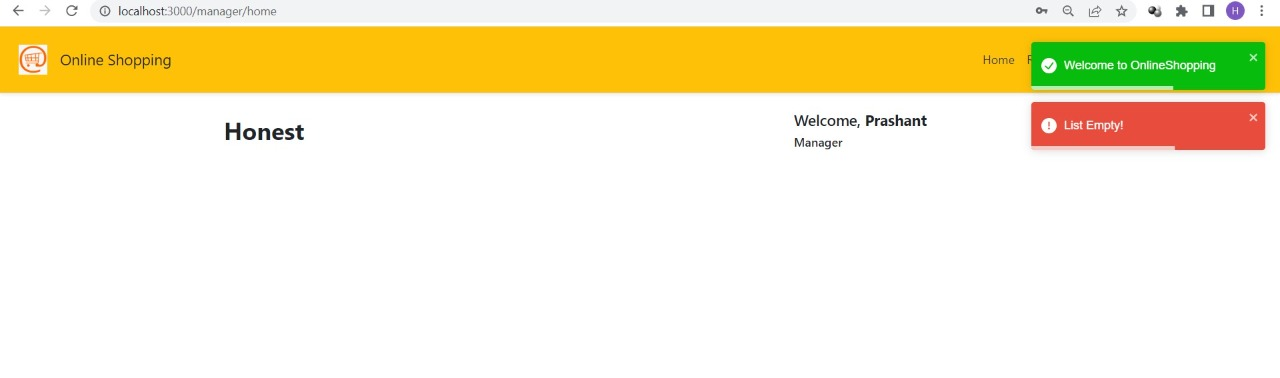 localhost:3000/manager/home
H
Online Shopping
Home
Welcome to OnlineShopping
Honest
Welcome, Prashant
Manager
List Empty!